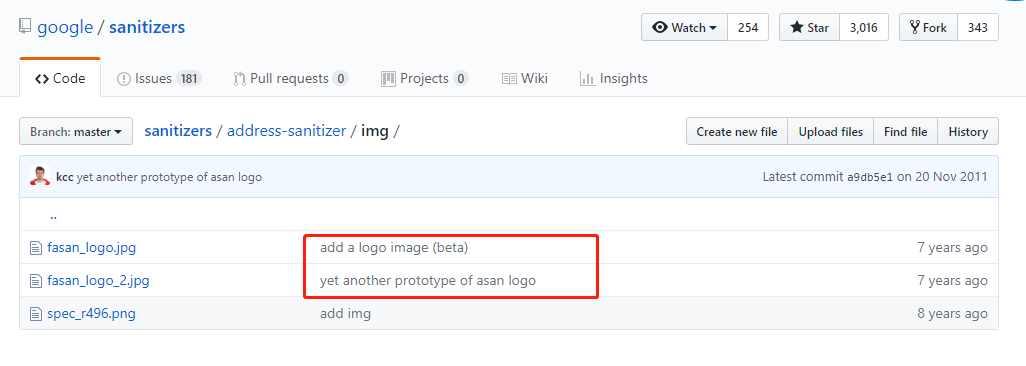 google / sanitizers Watch 254 Star 3,016 Fork 343
Code Issues 181 Pull requests 0 Projects 0 Wiki Insights
Branch: master sanitizers / address-sanitizer / img / Create new file Upload files Find file History
kcc yet another prototype of asan logo Latest commit a9db5e1 on 20 Nov 2011
..
fasan_logo.jpg add a logo image (beta) 7 years ago
fasan_logo_2.jpg yet another prototype of asan logo 7 years ago
spec_r496.png add img 8 years ago